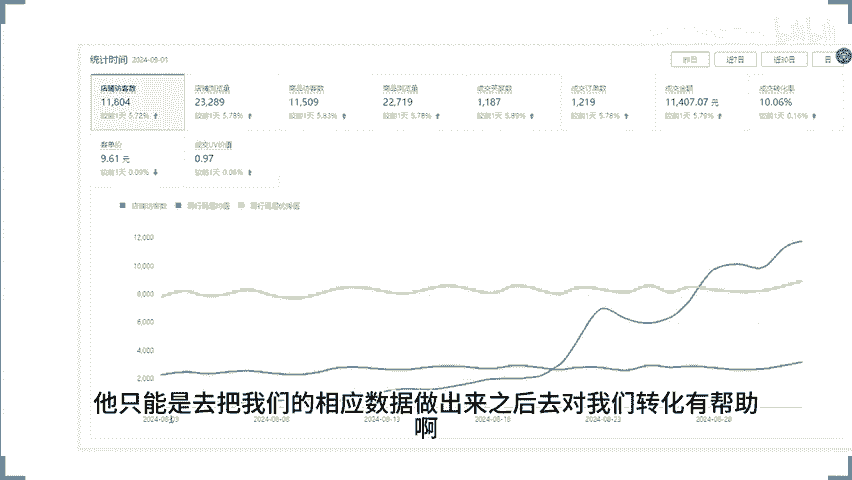 统计时间 2024-09-01
昨日 近7日 近30日 日
店铺访客数 店铺浏览量 商品访客数 商品浏览量 成交买家数 成交订单数 成交金额 成交转化率
11,604 23,289 11,509 22,719 1,187 1,219 11,407.07 元 10.06%
较前1天 5.72% 较前1天 5.78% 较前1天 5.83% 较前1天 5.78% 较前1天 5.89% 较前1天 5.78% 较前1天 5.79% 较前1天 0.16%
客单价 成交UV价值
9.61 元 0.97
较前1天 0.09% 较前1天 0.06%
店铺访客数 同行同层均值 同行同层优秀值
12,000
10,000
8,000
6,000
4,000
2,000
他只能是去把我们的相应数据做出来之后去对我们转化有帮助
啊
2024-08-08 2024-08-13 2024-08-18 2024-08-23 2024-08-28